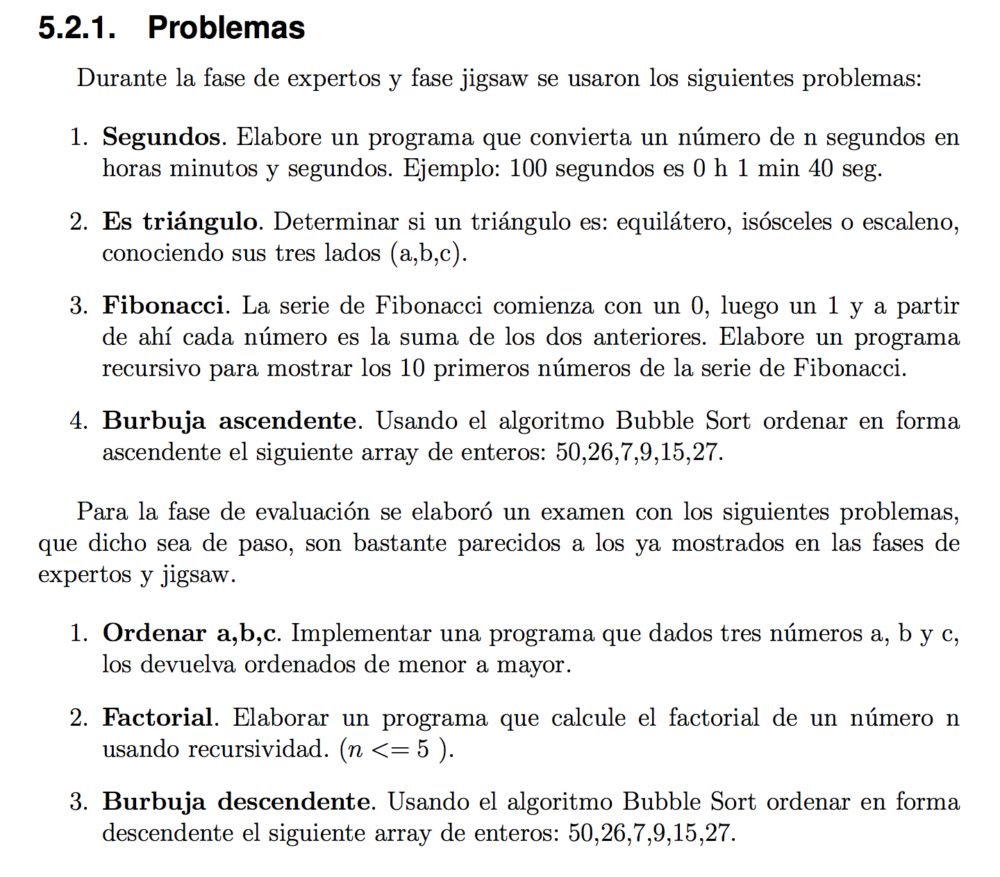 5.2.1. Problemas
Durante la fase de expertos y fase jigsaw se usaron los siguientes problemas:
1. Segundos. Elabore un programa que convierta un número de n segundos en
horas minutos y segundos. Ejemplo: 100 segundos es 0 h 1 min 40 seg.
2. Es triángulo. Determinar si un triángulo es: equilátero, isósceles o escaleno,
conociendo sus tres lados (a,b,c).
3. Fibonacci. La serie de Fibonacci comienza con un 0, luego un 1 y a partir
de ahí cada número es la suma de los dos anteriores. Elabore un programa
recursivo para mostrar los 10 primeros números de la serie de Fibonacci.
4. Burbuja ascendente. Usando el algoritmo Bubble Sort ordenar en forma
ascendente el siguiente array de enteros: 50,26,7,9,15,27.
Para la fase de evaluación se elaboró un examen con los siguientes problemas,
que dicho sea de paso, son bastante parecidos a los ya mostrados en las fases de
expertos y jigsaw.
1. Ordenar a,b,c. Implementar una programa que dados tres números a, b y c,
los devuelva ordenados de menor a mayor.
2. Factorial. Elaborar un programa que calcule el factorial de un número n
usando recursividad. (n <= 5 ).
3. Burbuja descendente. Usando el algoritmo Bubble Sort ordenar en forma
descendente el siguiente array de enteros: 50,26,7,9,15,27.